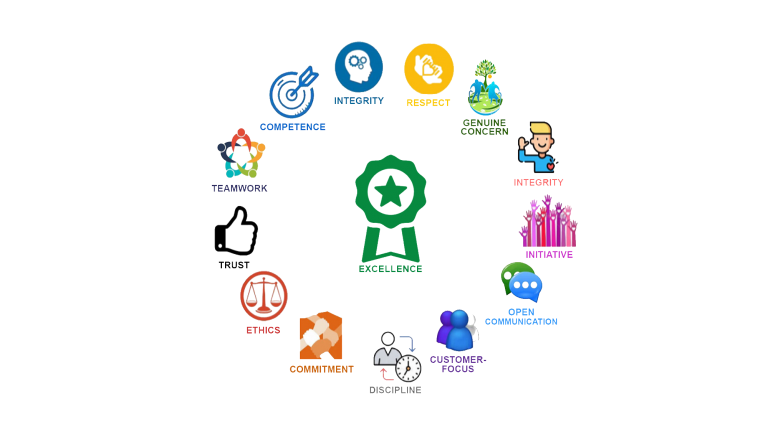 INTEGRITY
RESPECT
GENUINE
CONCERN
COMPETENCE
INTEGRITY
TEAMWORK
INITIATIVE
TRUST
EXCELLENCE
OPEN
COMMUNICATION
ETHICS
CUSTOMER-
FOCUS
COMMITMENT
DISCIPLINE